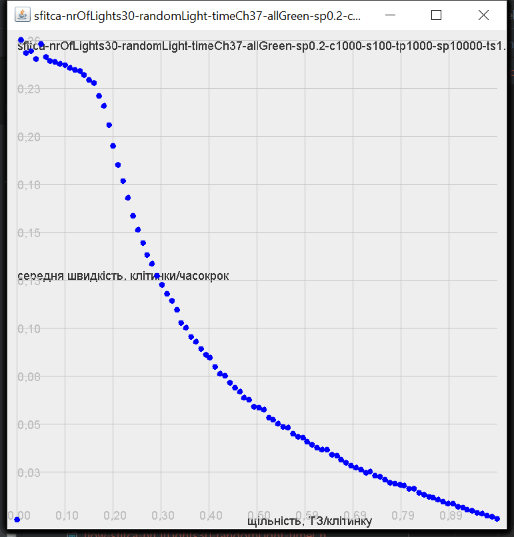 sfitca-nrOfLights30-randomLight-timeCh37-allGreen-sp0.2-c...
sfitca-nrOfLights30-randomLight-timeCh37-allGreen-sp0.2-c1000-s100-tp1000-sp10000-ts1.
0,23
0,20
0,18
0,15
середня швидкість, клітинки/часокрок
0,13
0,10
0,08
0,05
0,03
0,00 0,10 0,20 0,30 0,40 0,50 0,60 0,69 0,79 0,89
щільність, ТЗ/клітинку